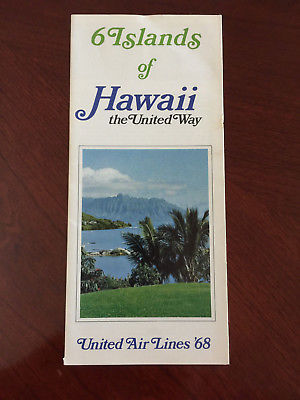 6 Islands
of
Hawaii
the United Way
United Air Lines '68